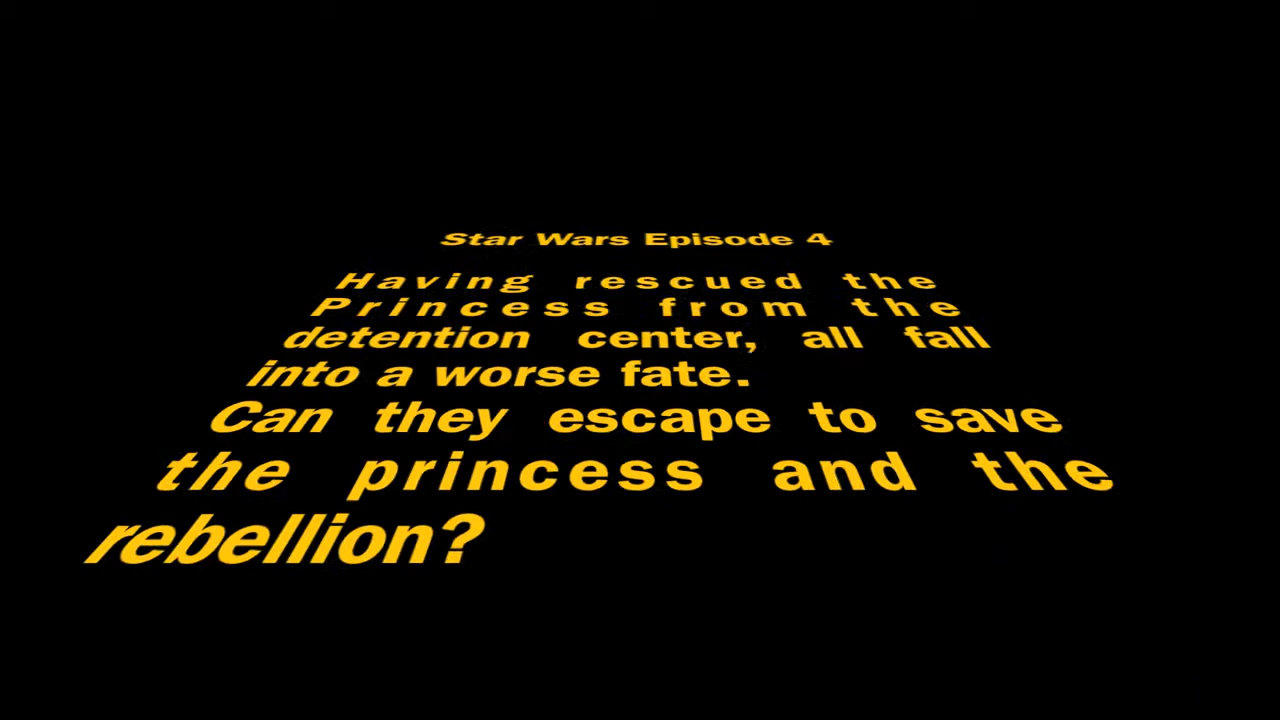 Star Wars Episode 4
Having rescued the
Princess from the
detention center, all fall
into a worse fate.
Can they escape to save
the princess and the
rebellion?